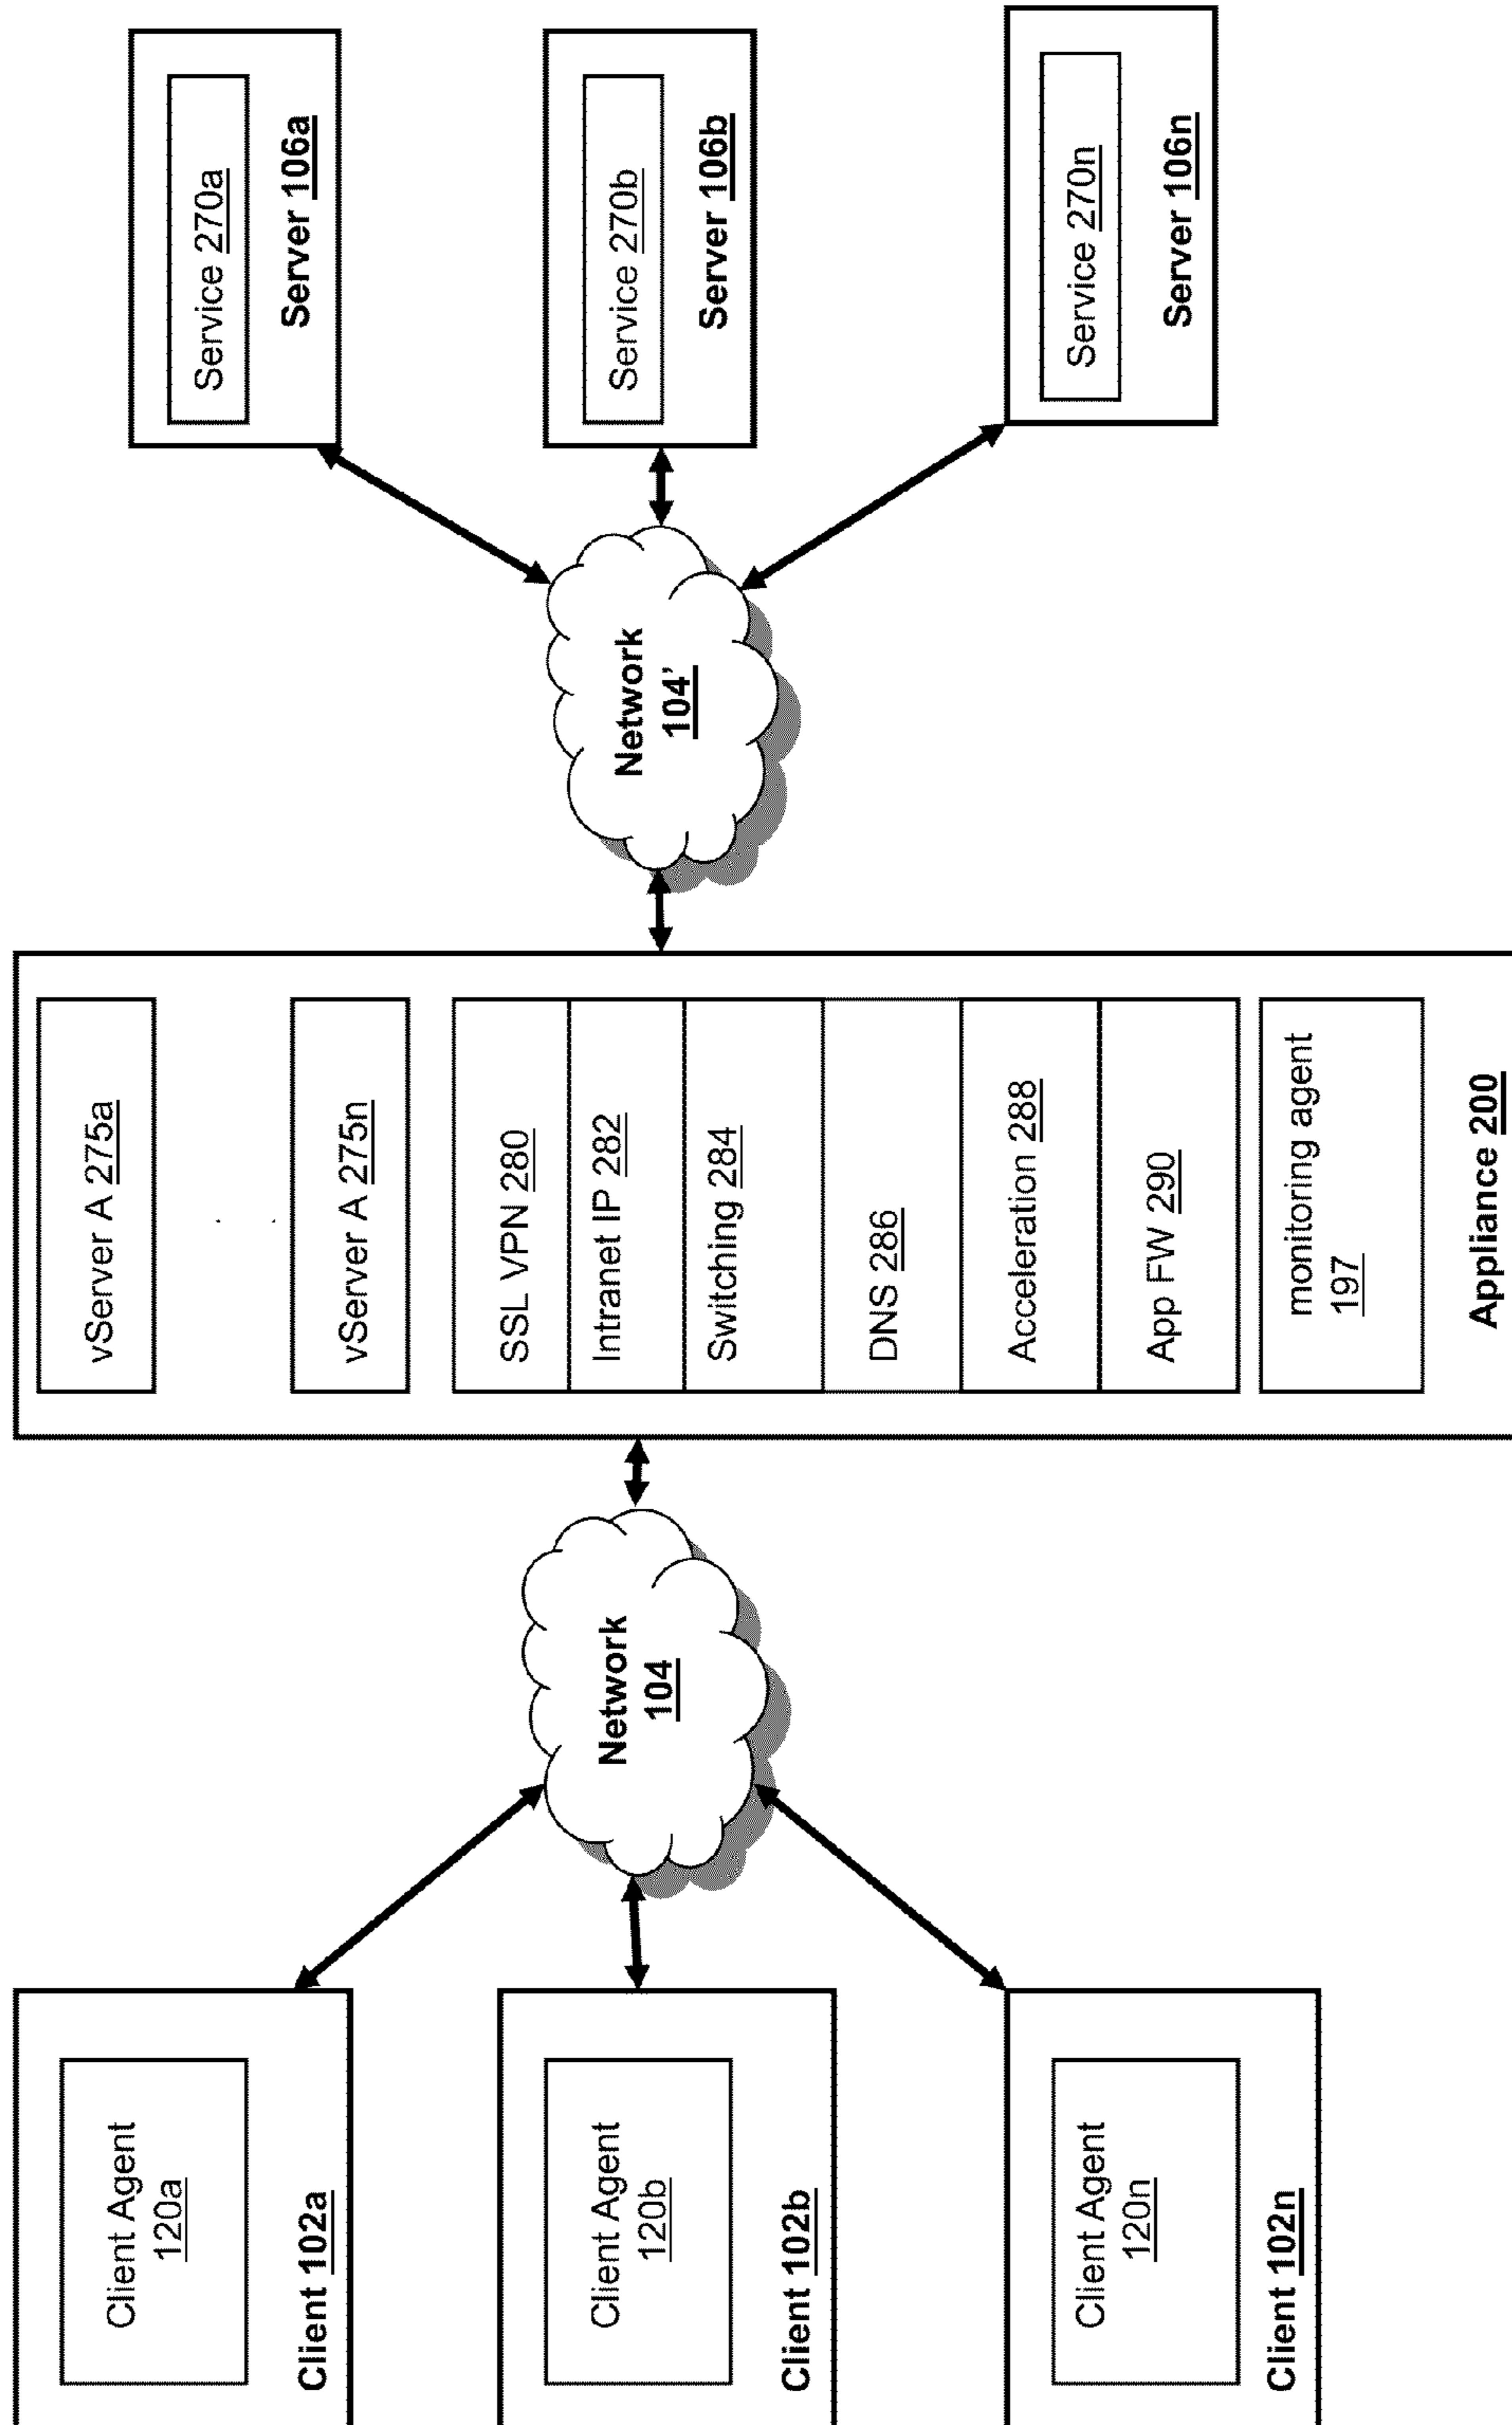 Client Agent
120a
Client 102a
Client Agent
120b
Client 102b
Client Agent
120n
Client 102n
Network
104
vServer A 275a
vServer A 275n
SSL VPN 280
Intranet IP 282
Switching 284
DNS 286
Acceleration 288
App FW 290
monitoring agent
197
Appliance 200
Network
104’
Service 270a
Server 106a
Service 270b
Server 106b
Service 270n
Server 106n